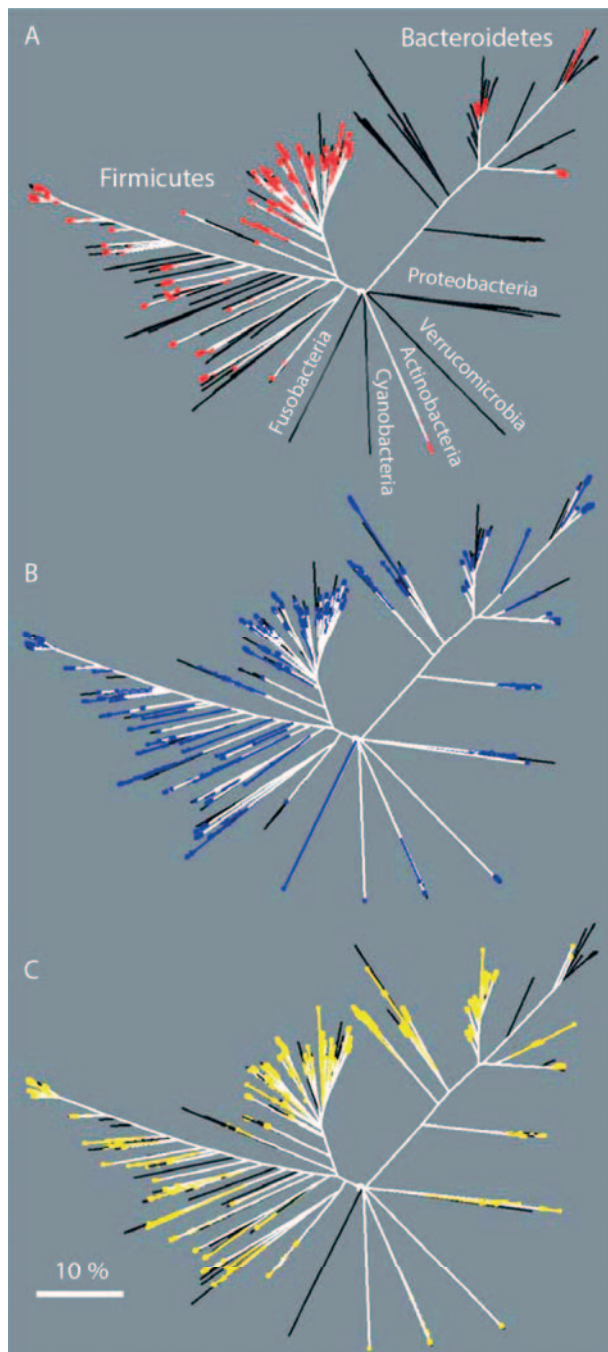 A
Bacteroidetes
Firmicutes
Proteobacteria
Verrucomicrobia
Actinobacteria
Cyanobacteria
Fusobacteria
B
C
10 %